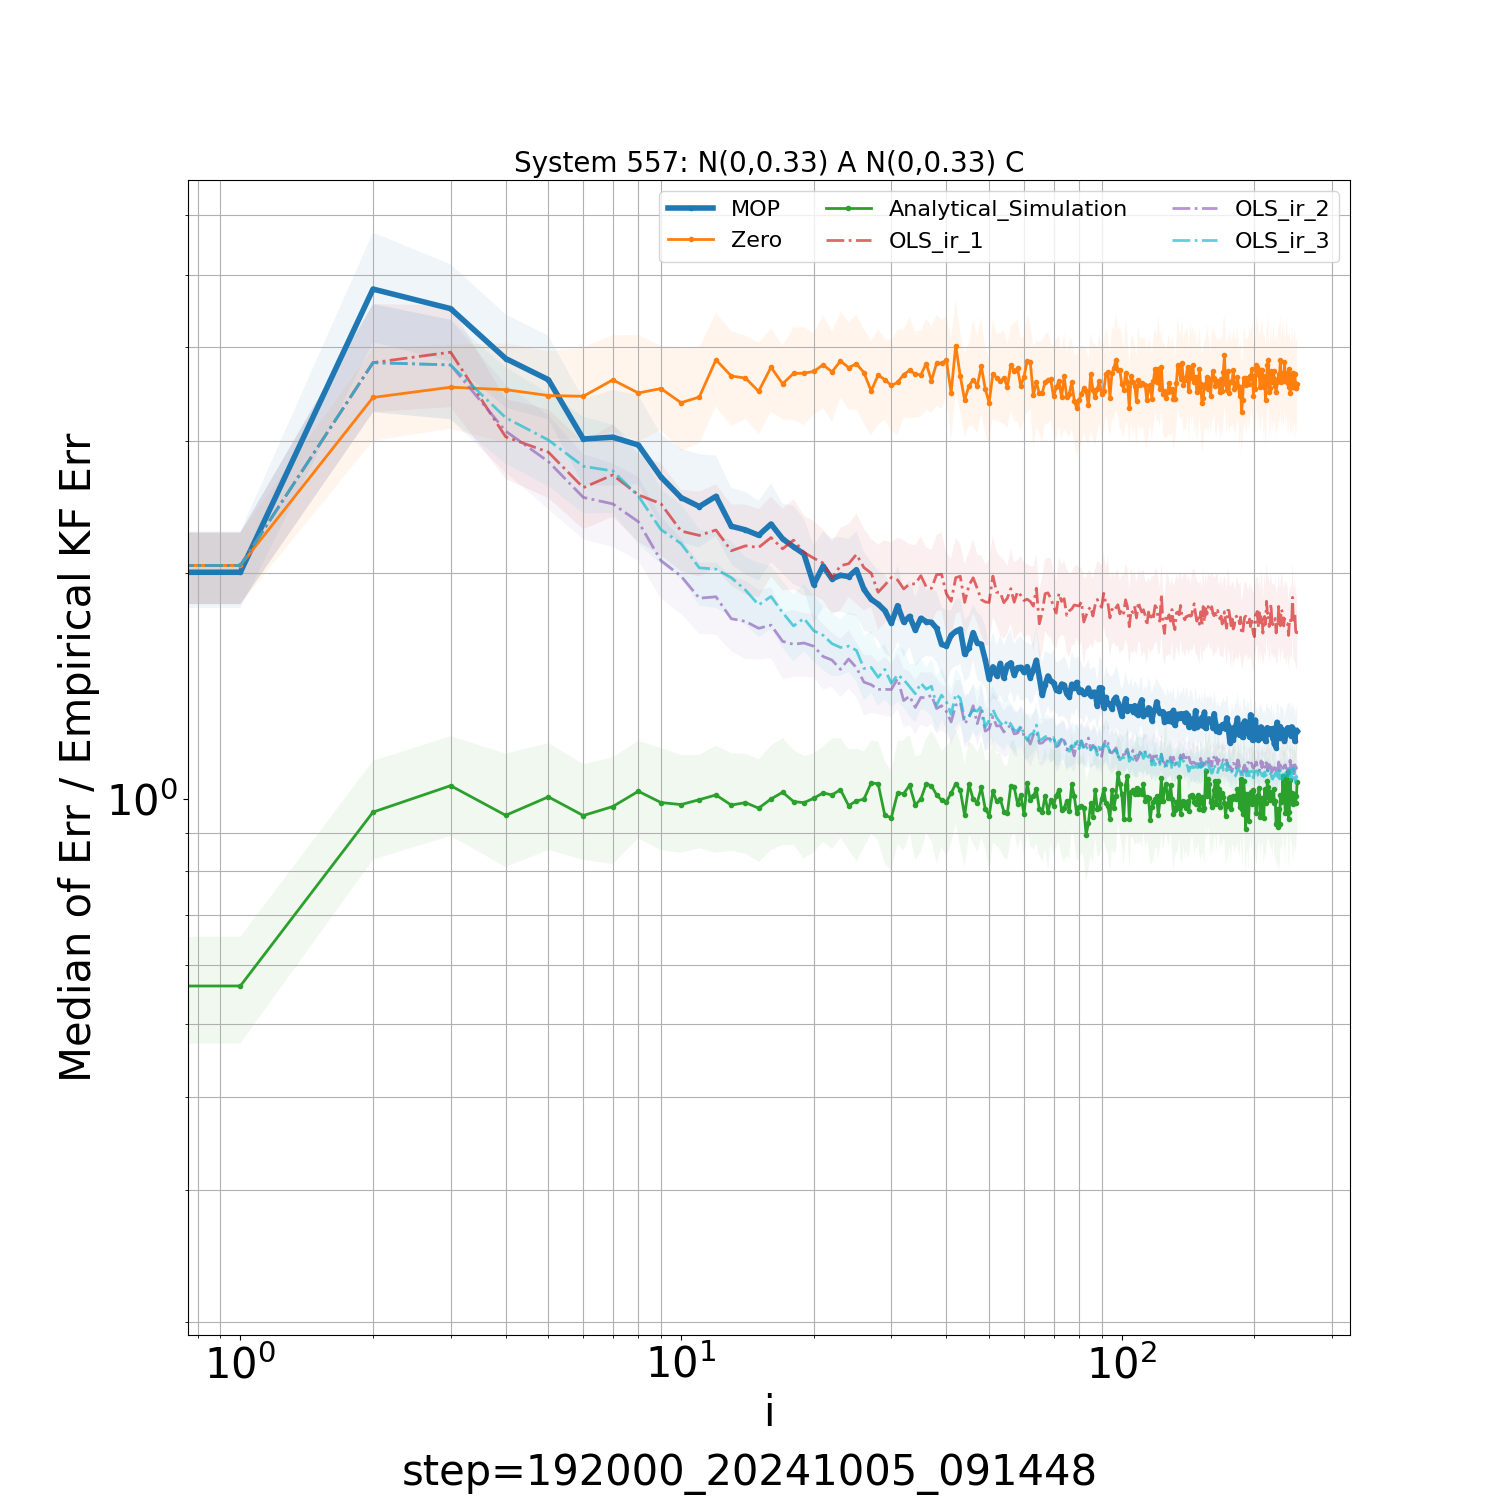 System 557: N(0,0.33) A N(0,0.33) C
MOP
Zero
Analytical_Simulation
OLS_ir_1
OLS_ir_2
OLS_ir_3
Median of Err / Empirical KF Err
10⁰
10⁰
10¹
10²
i
step=192000_20241005_091448